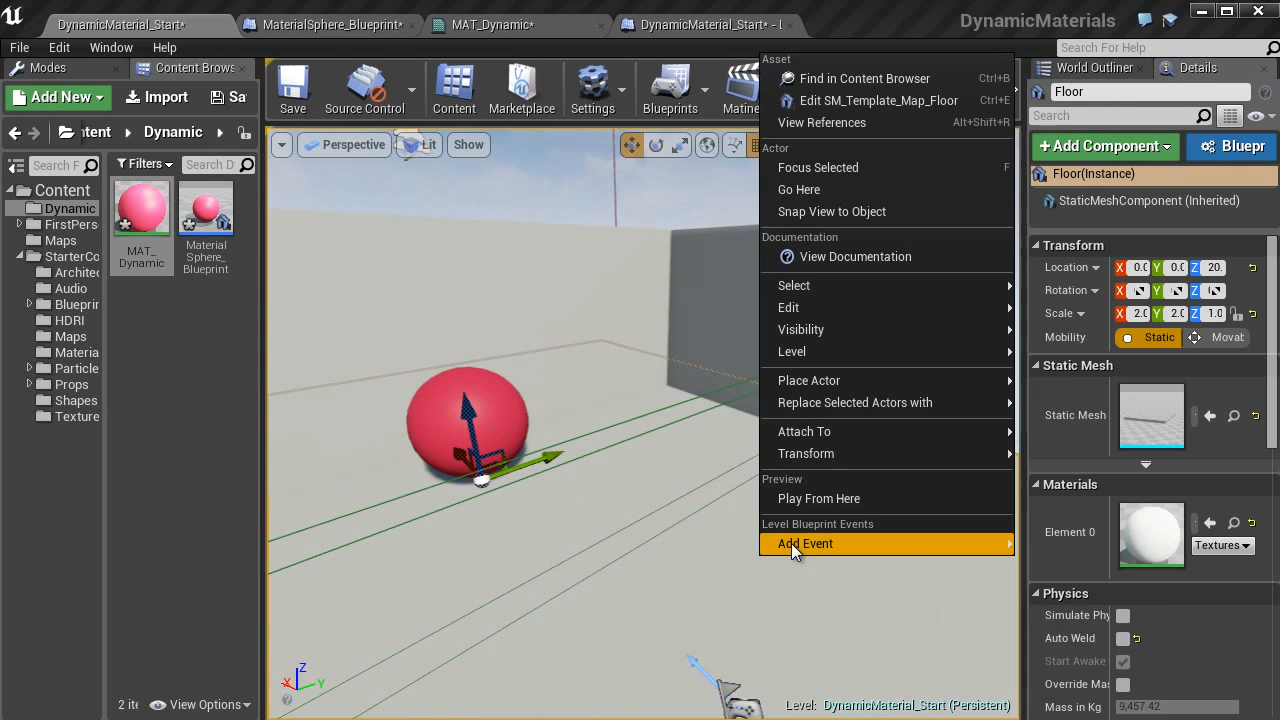 DynamicMaterial_Start*
MaterialSphere_Blueprint*
MAT_Dynamic*
DynamicMaterial_Start* - L
DynamicMaterials
File
Edit
Window
Help
Search For Help
Modes
Content Brows
Add New
Import
Sa
Save
Source Control
Content
Marketplace
Settings
Blueprints
Matine
World Outliner
Details
Floor
Search
Add Component
Bluepr
Floor(Instance)
StaticMeshComponent (Inherited)
ntent
Dynamic
Search F
Filters
Search D
Content
Dynamic
FirstPers
Maps
StarterCo
Architec
Audio
Blueprin
HDRI
Maps
Materia
Particle
Props
Shapes
Texture
MAT_
Dynamic
Material
Sphere_
Blueprint
2 ite
View Options
Perspective
Lit
Show
Asset
Find in Content Browser Ctrl+B
Edit SM_Template_Map_Floor Ctrl+E
View References Alt+Shift+R
Actor
Focus Selected F
Go Here
Snap View to Object
Documentation
View Documentation
Select
Edit
Visibility
Level
Place Actor
Replace Selected Actors with
Attach To
Transform
Preview
Play From Here
Level Blueprint Events
Add Event
Z
X
Y
Level: DynamicMaterial_Start (Persistent)
Transform
Location X 0.0 Y 0.0 Z 20.
Rotation X Y Z
Scale X 2.0 Y 2.0 Z 1.0
Mobility Static Movab
Static Mesh
Static Mesh
Materials
Element 0
Textures
Physics
Simulate Phy
Auto Weld
Start Awake
Override Mas
Mass in Kg 9,457.42